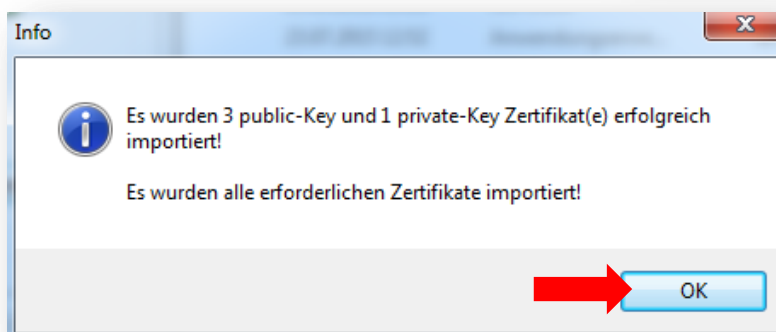 Info
Es wurden 3 public-Key und 1 private-Key Zertifikat(e) erfolgreich
importiert!
Es wurden alle erforderlichen Zertifikate importiert!
OK